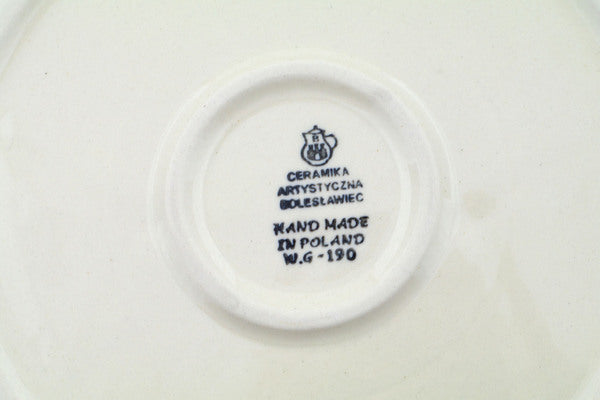 CERAMIKA
ARTYSTYCZNA
BOLESŁAWIEC
HAND MADE
IN POLAND
W.G-190